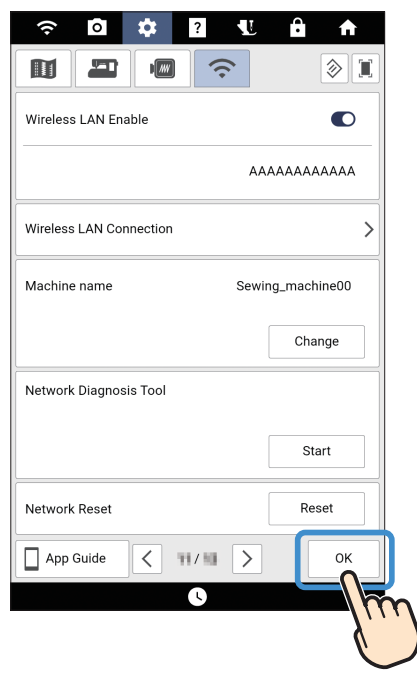 ?
Wireless LAN Enable
AAAAAAAAAAAA
Wireless LAN Connection
Machine name Sewing_machine00
Change
Network Diagnosis Tool
Start
Network Reset Reset
App Guide / OK